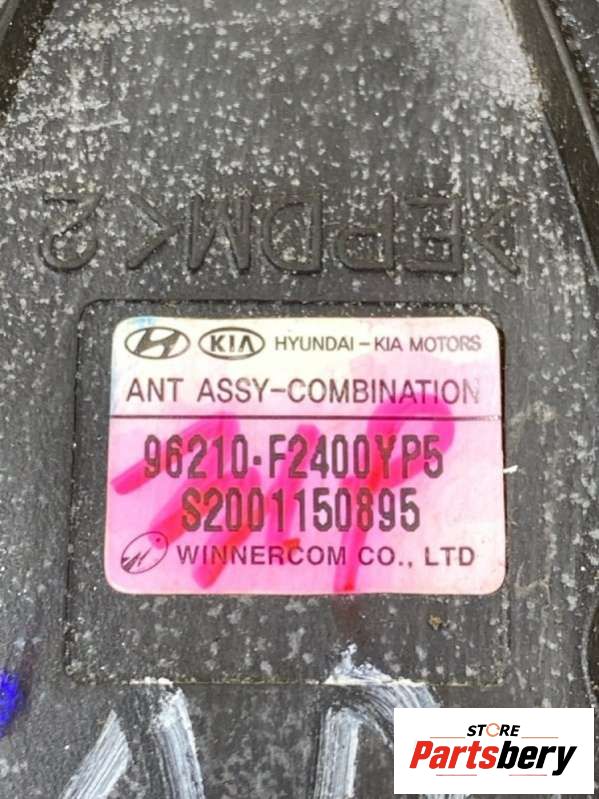 >EPDM<2
KIA HYUNDAI - KIA MOTORS
ANT ASSY-COMBINATION
96210-F2400YP5
S2001150895
WINNERCOM CO., LTD
STORE
Partsbery